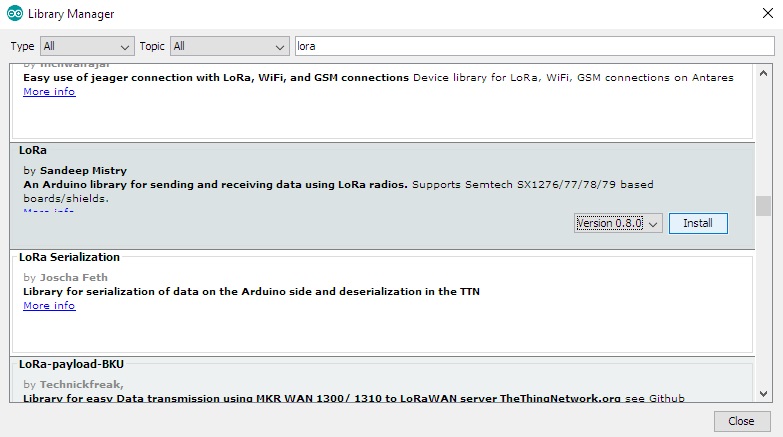 Library Manager
Type All Topic All lora
by mcliwanrajar
Easy use of jeager connection with LoRa, WiFi, and GSM connections Device library for LoRa, WiFi, GSM connections on Antares
More info
LoRa
by Sandeep Mistry
An Arduino library for sending and receiving data using LoRa radios. Supports Semtech SX1276/77/78/79 based
boards/shields.
More info
Version 0.8.0 Install
LoRa Serialization
by Joscha Feth
Library for serialization of data on the Arduino side and deserialization in the TTN
More info
LoRa-payload-BKU
by Technickfreak,
Library for easy Data transmission using MKR WAN 1300/ 1310 to LoRaWAN server TheThingNetwork.org see Github
Close